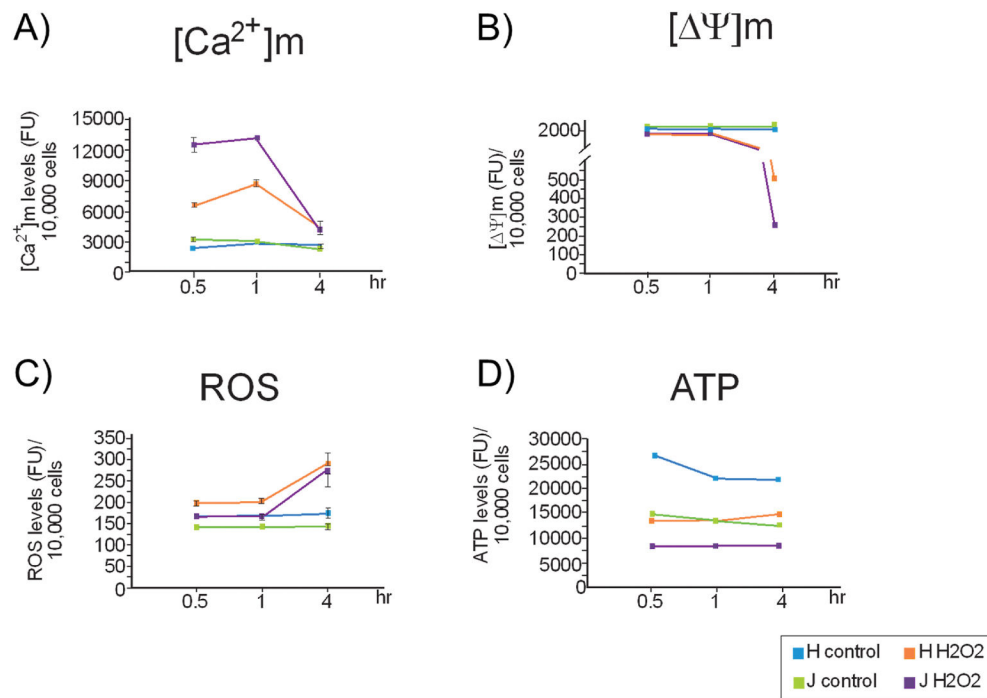 A)
[Ca2+]m
[Ca2+]m levels (FU)/
10,000 cells
15000
12000
9000
6000
3000
0
0.5 1 4 hr
B)
[ΔΨ]m
[ΔΨ]m (FU)/
10,000 cells
2000
500
400
350
250
200
100
0
0.5 1 4 hr
C)
ROS
ROS levels (FU)/
10,000 cells
350
300
250
200
150
100
50
0
0.5 1 4 hr
D)
ATP
ATP levels (FU)/
10,000 cells
30000
25000
20000
15000
10000
5000
0
0.5 1 4 hr
H control H H2O2
J control J H2O2